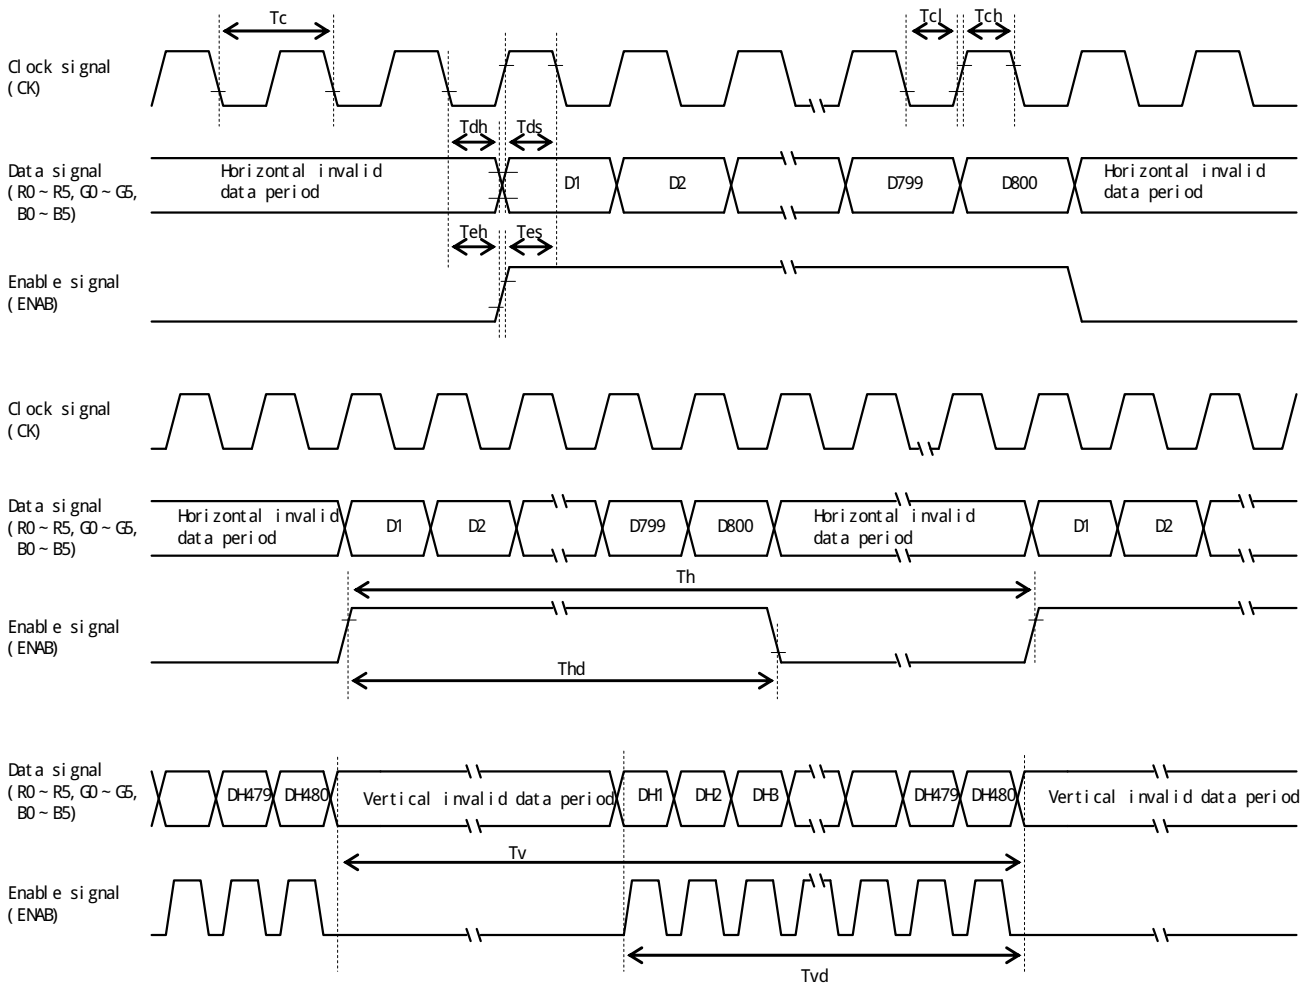 Tc
Tcl Tch
Clock signal
(CK)
Tdh Tds
Data signal
(R0~R5, G0~G5,
B0~B5)
Horizontal invalid
data period
D1 D2 D799 D800
Horizontal invalid
data period
Teh Tes
Enable signal
(ENAB)
Clock signal
(CK)
Data signal
(R0~R5, G0~G5,
B0~B5)
Horizontal invalid
data period
D1 D2 D799 D800
Horizontal invalid
data period
D1 D2
Th
Enable signal
(ENAB)
Thd
Data signal
(R0~R5, G0~G5,
B0~B5)
DH479 DH480 Vertical invalid data period DH1 DH2 DH3 DH479 DH480 Vertical invalid data period
Tv
Enable signal
(ENAB)
Tvd